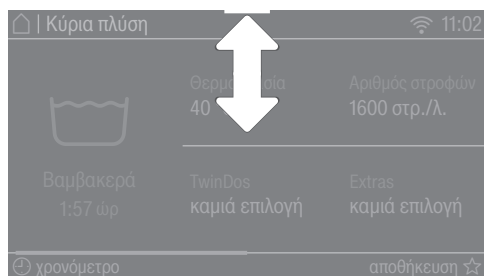 | Κύρια πλύση 11:02
Αριθμός στροφών
40 1600 στρ./λ.
Βαμβακερά TwinDos Extras
1:57 ώρ καμιά επιλογή καμιά επιλογή
χρονόμετρο αποθήκευση